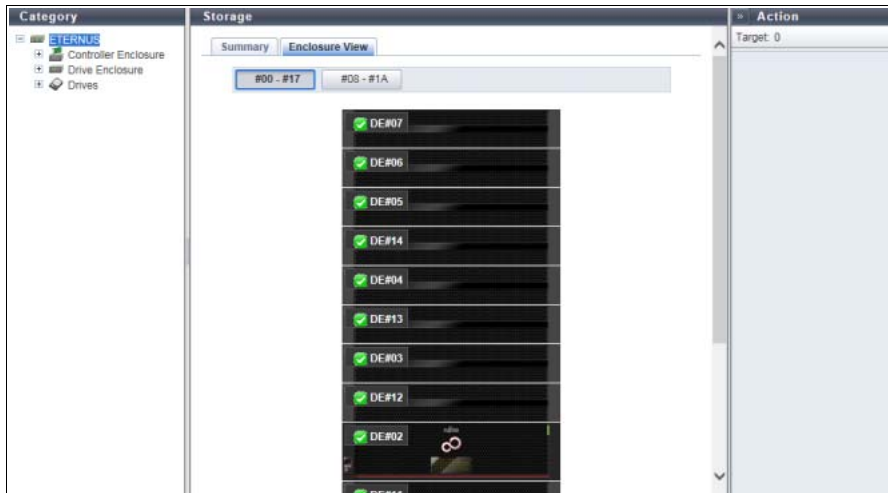 Category
Storage
» Action
ETERNUS
Controller Enclosure
Drive Enclosure
Drives
Summary
Enclosure View
#00 - #17
#08 - #1A
Target: 0
DE#07
DE#06
DE#05
DE#14
DE#04
DE#13
DE#03
DE#12
DE#02